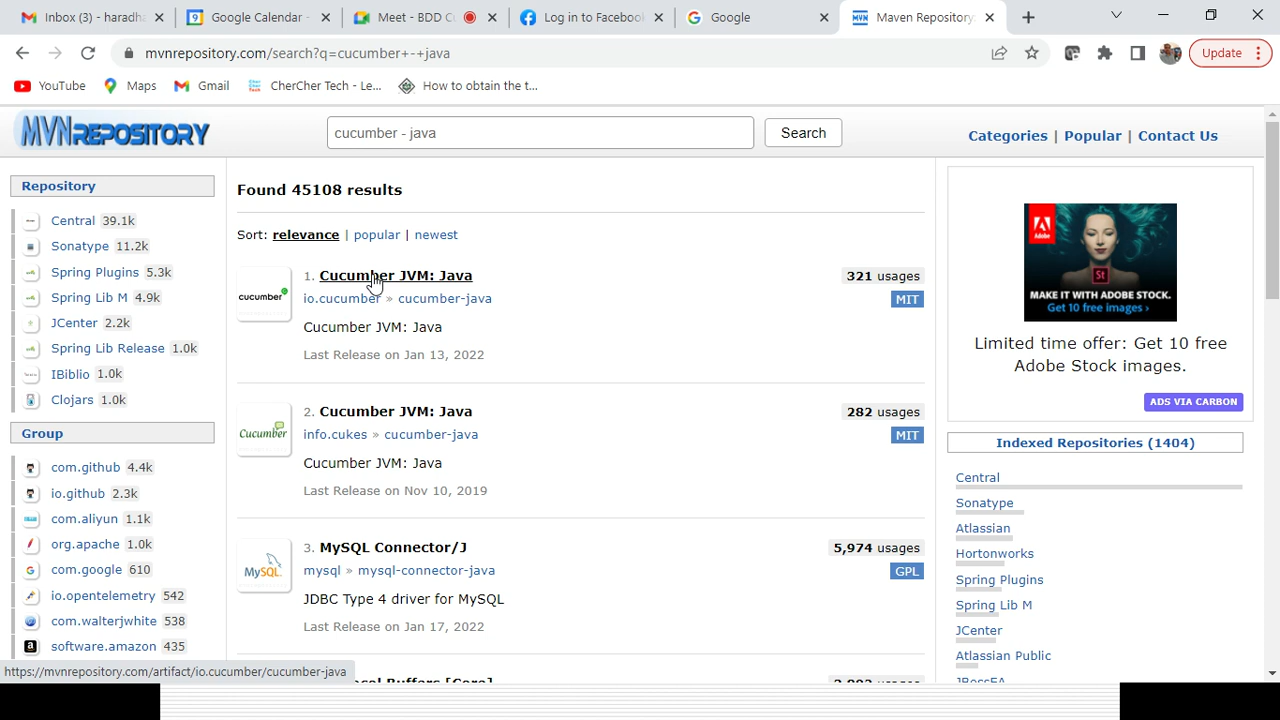 Inbox (3) - haradha
Google Calendar -
Meet - BDD C
Log in to Facebook
Google
Maven Repository:
mvnrepository.com/search?q=cucumber+-+java
Update
YouTube
Maps
Gmail
CherCher Tech - Le...
How to obtain the t...
MVNREPOSITORY
cucumber - java
Search
Categories | Popular | Contact Us
Repository
Central 39.1k
Sonatype 11.2k
Spring Plugins 5.3k
Spring Lib M 4.9k
JCenter 2.2k
Spring Lib Release 1.0k
IBiblio 1.0k
Clojars 1.0k
Group
com.github 4.4k
io.github 2.3k
com.aliyun 1.1k
org.apache 1.0k
com.google 610
io.opentelemetry 542
com.walterjwhite 538
software.amazon 435
Found 45108 results
Sort: relevance | popular | newest
cucumber
1. Cucumber JVM: Java
321 usages
io.cucumber » cucumber-java
MIT
Cucumber JVM: Java
Last Release on Jan 13, 2022
Cucumber
2. Cucumber JVM: Java
282 usages
info.cukes » cucumber-java
MIT
Cucumber JVM: Java
Last Release on Nov 10, 2019
MySQL
3. MySQL Connector/J
5,974 usages
mysql » mysql-connector-java
GPL
JDBC Type 4 driver for MySQL
Last Release on Jan 17, 2022
Adobe
St
MAKE IT WITH ADOBE STOCK.
Get 10 free images ›
Limited time offer: Get 10 free
Adobe Stock images.
ADS VIA CARBON
Indexed Repositories (1404)
Central
Sonatype
Atlassian
Hortonworks
Spring Plugins
Spring Lib M
JCenter
Atlassian Public
JBossEA
https://mvnrepository.com/artifact/io.cucumber/cucumber-java